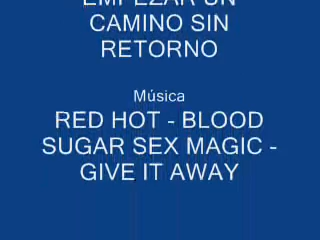 EMPEZAR UN
CAMINO SIN
RETORNO
Música
RED HOT - BLOOD
SUGAR SEX MAGIC -
GIVE IT AWAY